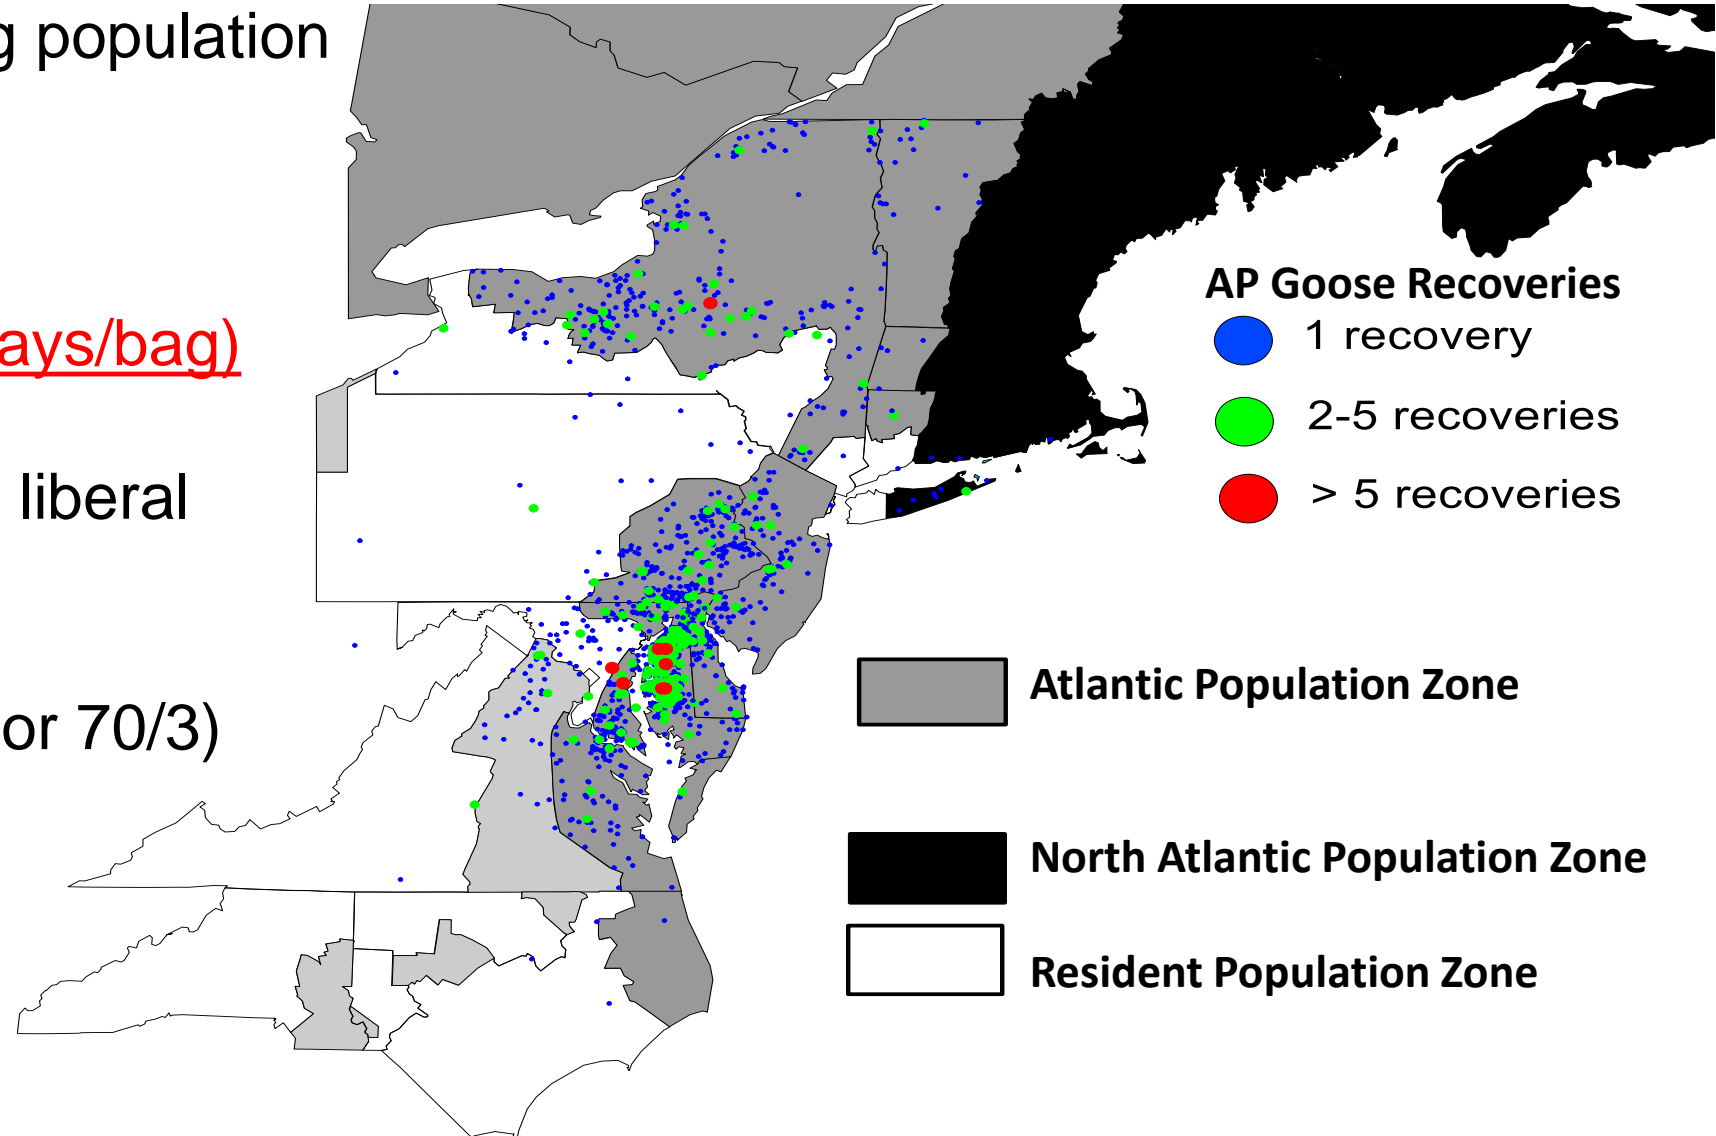 g population
ays/bag)
liberal
or 70/3)
AP Goose Recoveries
1 recovery
2-5 recoveries
> 5 recoveries
Atlantic Population Zone
North Atlantic Population Zone
Resident Population Zone